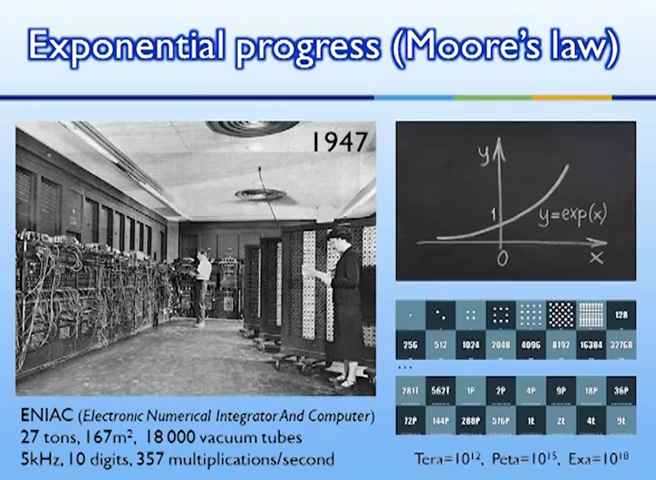 Exponential progress (Moore's law)
1947
y
1
y=exp(x)
0
x
128
256 512 1024 2048 4096 8192 16384 32768
...
281T 562T 1P 2P 4P 9P 18P 36P
72P 144P 288P 576P 1E 2E 4E 9E
ENIAC (Electronic Numerical Integrator And Computer)
27 tons, 167m², 18 000 vacuum tubes
5kHz, 10 digits, 357 multiplications/second
Tera=10¹², Peta=10¹⁵, Exa=10¹⁸